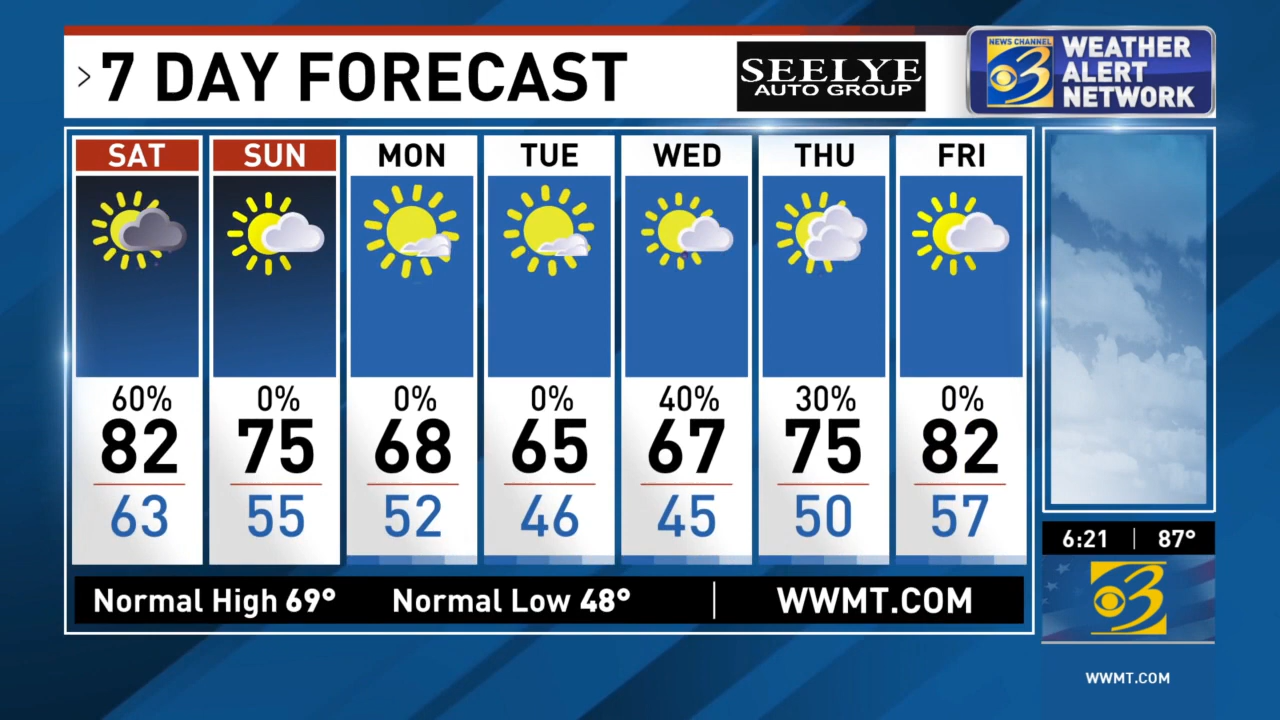 > 7 DAY FORECAST
SEELYE
AUTO GROUP
NEWS CHANNEL
3
WEATHER
ALERT
NETWORK
SAT SUN MON TUE WED THU FRI
60% 0% 0% 0% 40% 30% 0%
82 75 68 65 67 75 82
63 55 52 46 45 50 57
Normal High 69° Normal Low 48° | WWMT.COM
6:21 | 87°
3
WWMT.COM